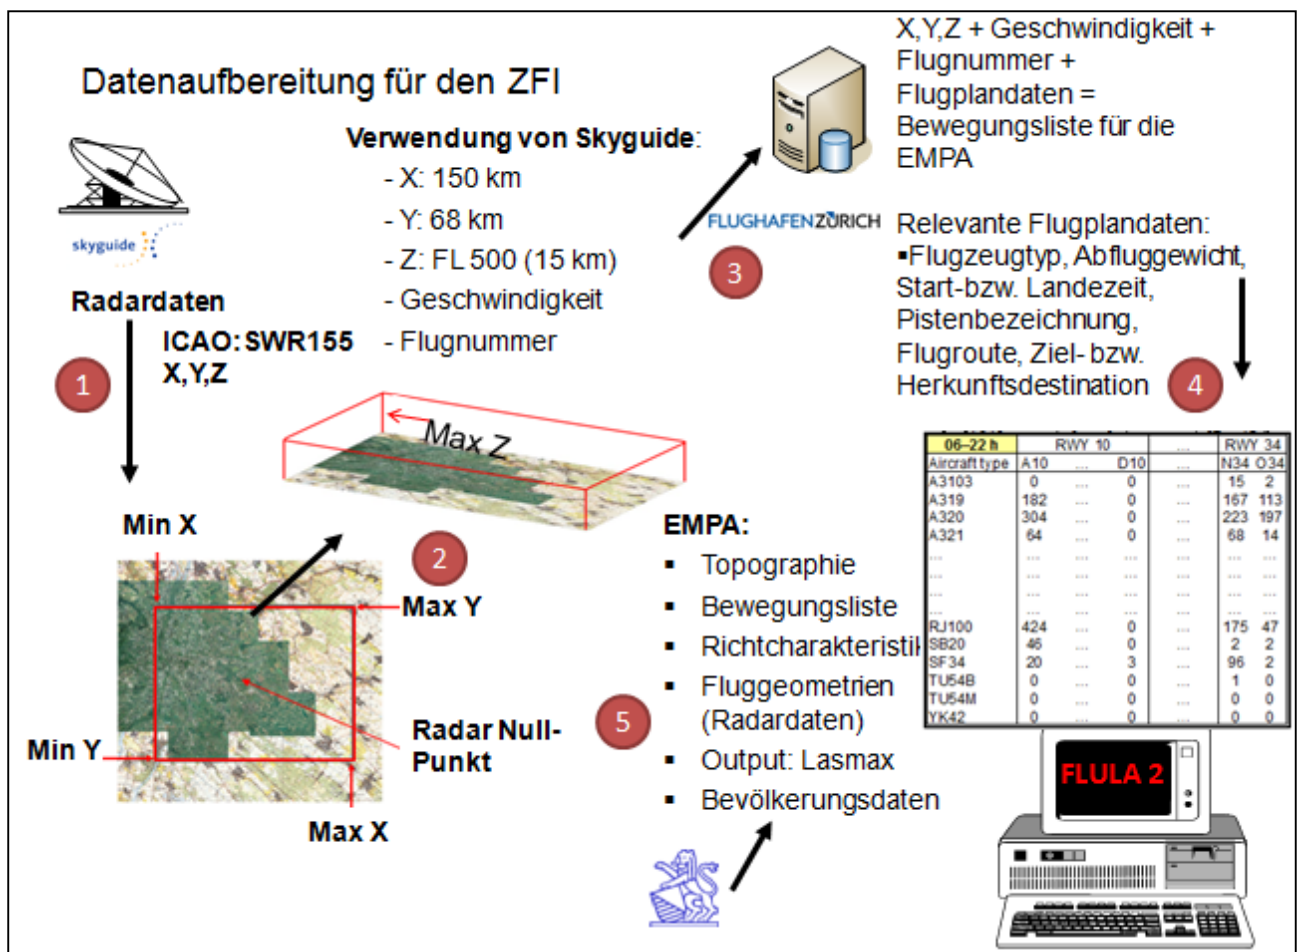 Datenaufbereitung für den ZFI
skyguide
Radardaten
1
ICAO: SWR155
X,Y,Z
Verwendung von Skyguide:
- X: 150 km
- Y: 68 km
- Z: FL 500 (15 km)
- Geschwindigkeit
- Flugnummer
Max Z
2
Min X
Max Y
Min Y
Radar Null-
Punkt
Max X
FLUGHAFENZÜRICH
3
X,Y,Z + Geschwindigkeit +
Flugnummer +
Flugplandaten =
Bewegungsliste für die
EMPA
Relevante Flugplandaten:
▪Flugzeugtyp, Abfluggewicht,
Start-bzw. Landezeit,
Pistenbezeichnung,
Flugroute, Ziel- bzw.
Herkunftsdestination
4
06–22 h RWY 10 ... RWY 34
Aircraft type A10 ... D10 ... N34 O34
A3103 0 ... 0 ... 15 2
A319 182 ... 0 ... 167 113
A320 304 ... 0 ... 223 197
A321 64 ... 0 ... 68 14
... ... ... ... ... ... ...
... ... ... ... ... ... ...
... ... ... ... ... ... ...
... ... ... ... ... ... ...
RJ100 424 ... 0 ... 175 47
SB20 46 ... 0 ... 2 2
SF34 20 ... 3 ... 96 2
TU54B 0 ... 0 ... 1 0
TU54M 0 ... 0 ... 0 0
YK42 0 ... 0 ... 0 0
EMPA:
▪ Topographie
▪ Bewegungsliste
▪ Richtcharakteristik
▪ Fluggeometrien
(Radardaten)
▪ Output: Lasmax
▪ Bevölkerungsdaten
5
FLULA 2